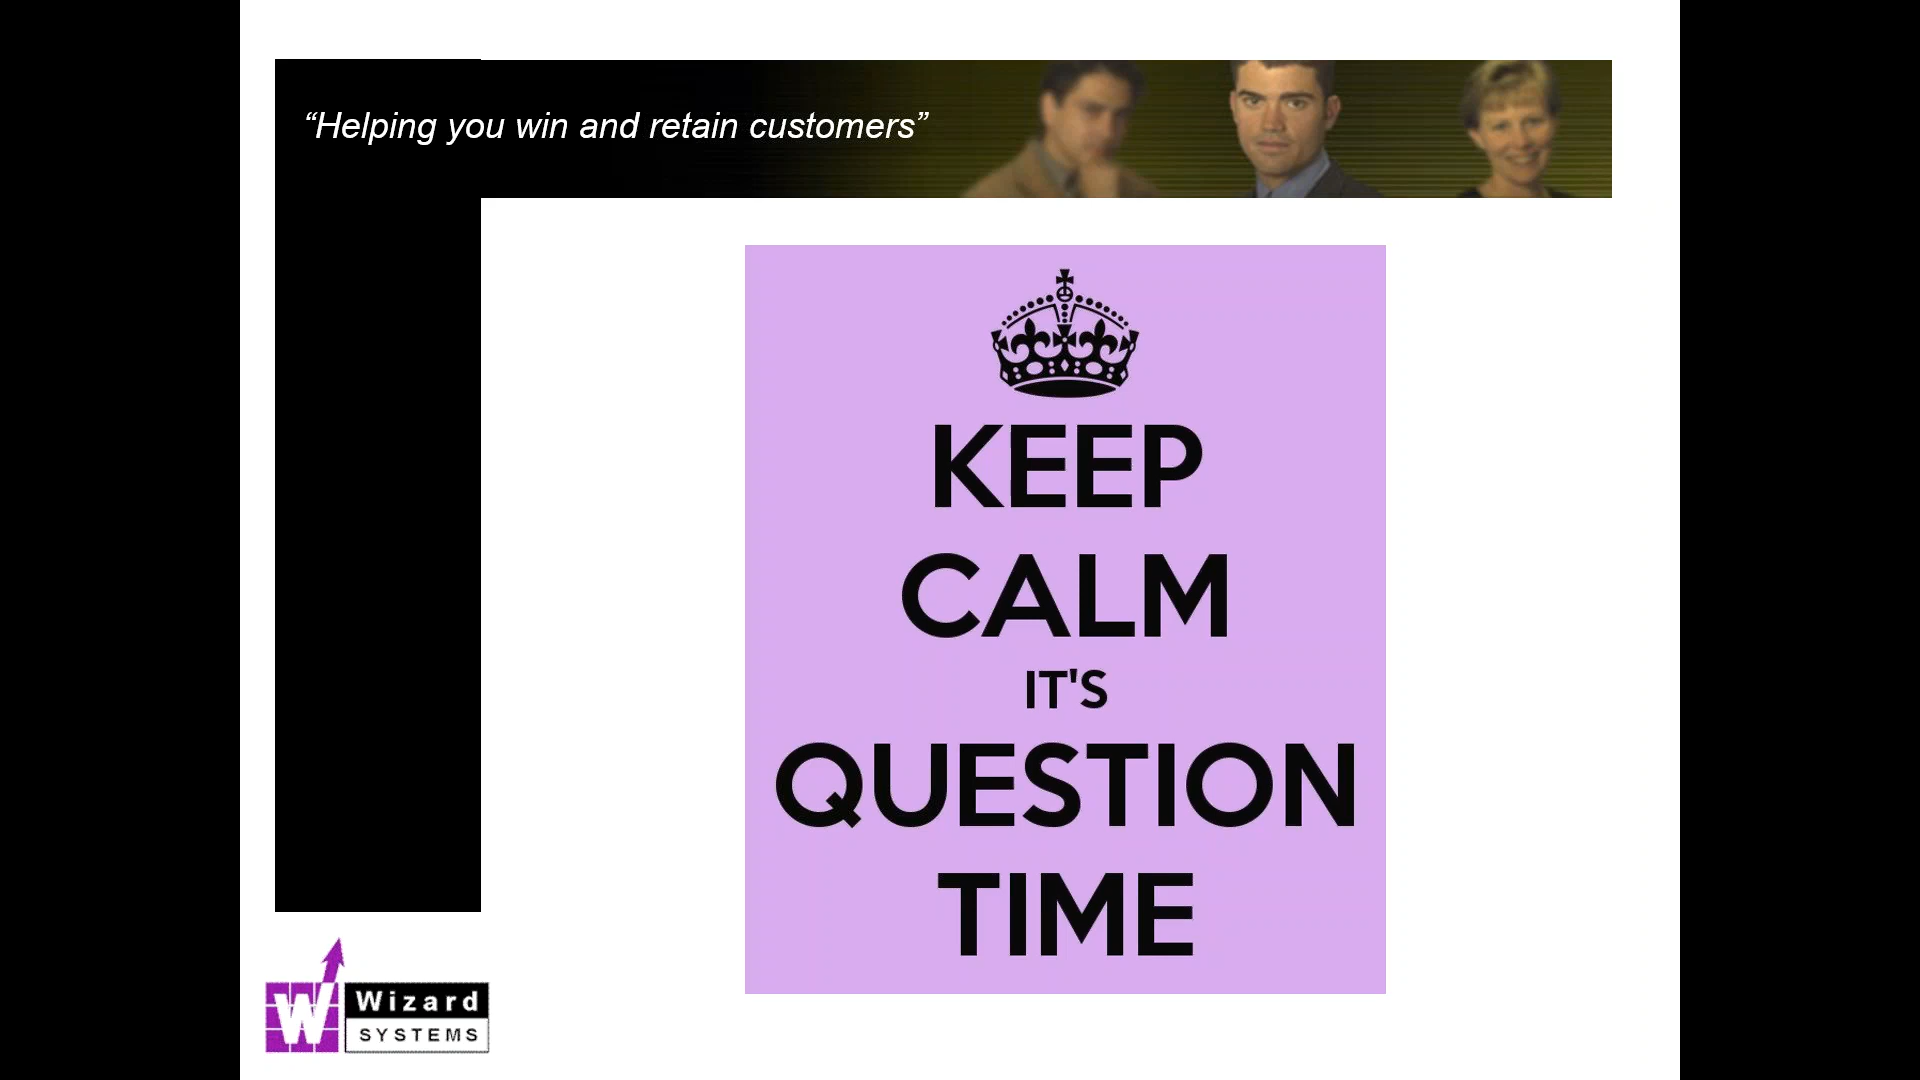 “Helping you win and retain customers”
KEEP
CALM
IT'S
QUESTION
TIME
W
Wizard
SYSTEMS